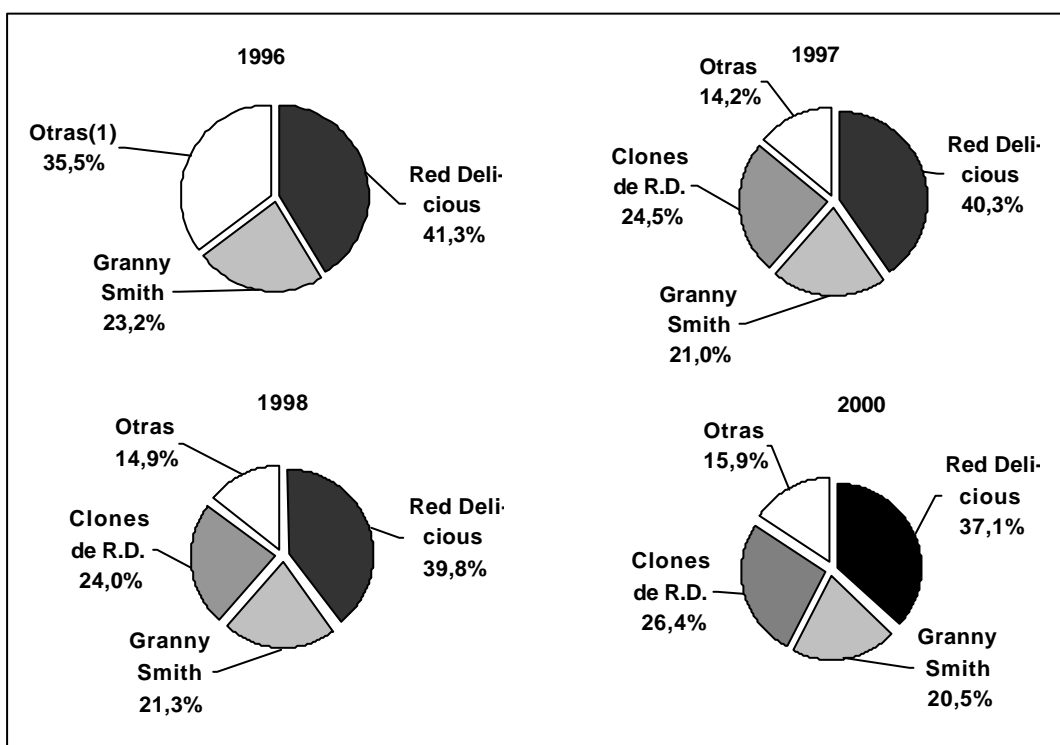 1996
Otras(1)
35,5%
Red Deli-
cious
41,3%
Granny
Smith
23,2%
1997
Otras
14,2%
Clones
de R.D.
24,5%
Red Deli-
cious
40,3%
Granny
Smith
21,0%
1998
Otras
14,9%
Clones
de R.D.
24,0%
Red Deli-
cious
39,8%
Granny
Smith
21,3%
2000
Otras
15,9%
Red Deli-
cious
37,1%
Clones
de R.D.
26,4%
Granny
Smith
20,5%